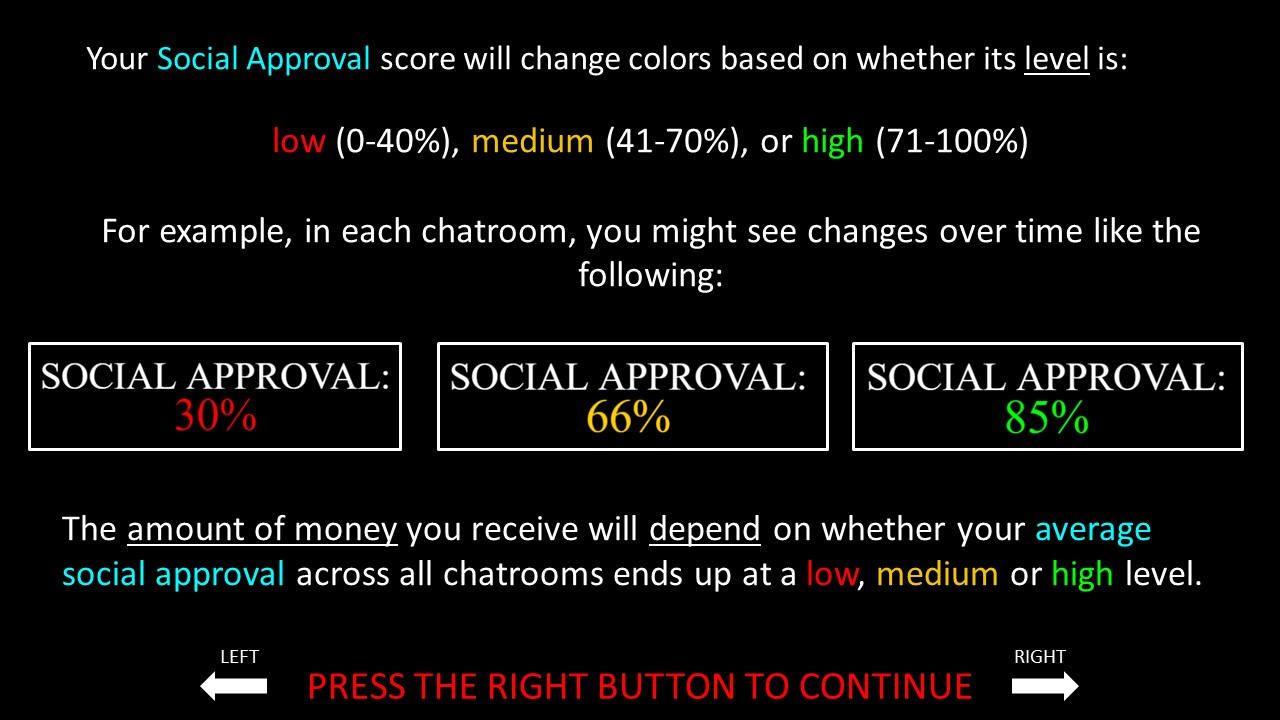 Your Social Approval score will change colors based on whether its level is:
low (0-40%), medium (41-70%), or high (71-100%)
For example, in each chatroom, you might see changes over time like the
following:
SOCIAL APPROVAL:
30%
SOCIAL APPROVAL:
66%
SOCIAL APPROVAL:
85%
The amount of money you receive will depend on whether your average
social approval across all chatrooms ends up at a low, medium or high level.
LEFT
PRESS THE RIGHT BUTTON TO CONTINUE
RIGHT